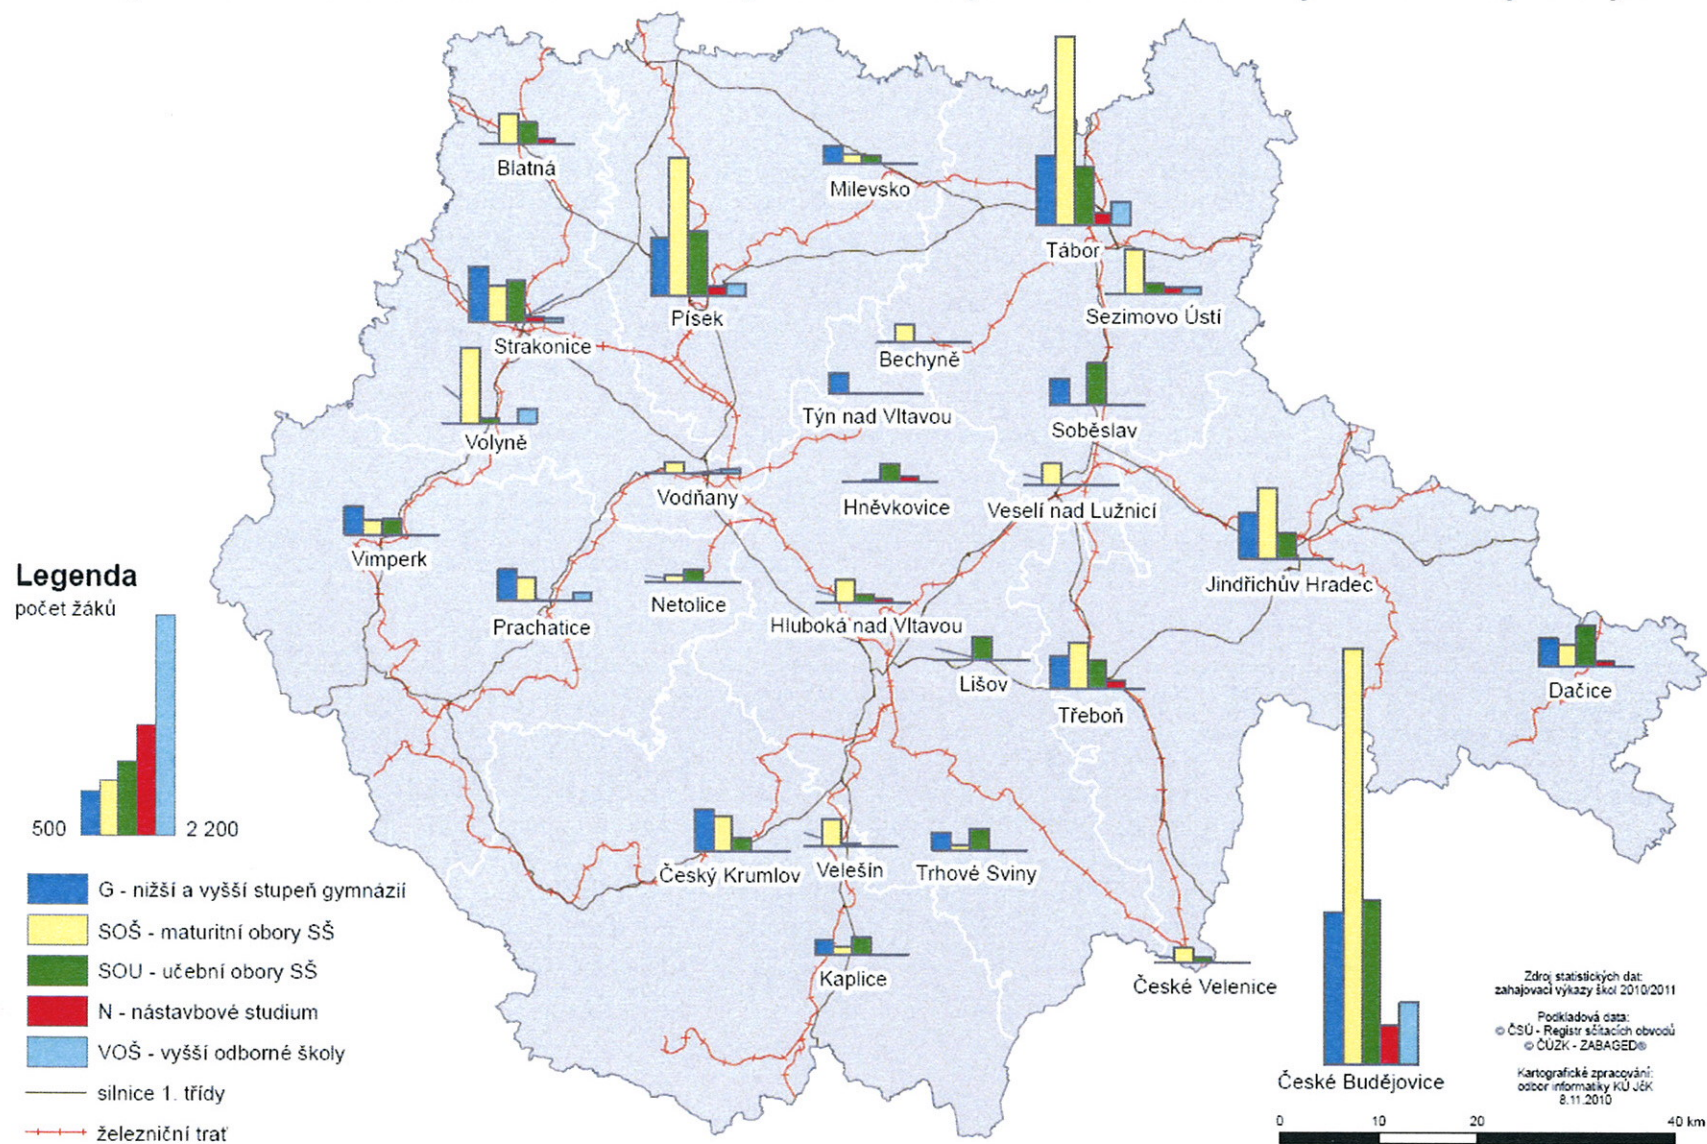 Blatná
Milevsko
Tábor
Sezimovo Ústí
Písek
Strakonice
Bechyně
Týn nad Vltavou
Soběslav
Volyně
Vodňany
Hněvkovice
Veselí nad Lužnicí
Vimperk
Jindřichův Hradec
Netolice
Prachatice
Hluboká nad Vltavou
Lišov
Třeboň
Dačice
Český Krumlov
Velešín
Trhové Sviny
Kaplice
České Velenice
České Budějovice
Legenda
počet žáků
500 2 200
G - nižší a vyšší stupeň gymnázií
SOŠ - maturitní obory SŠ
SOU - učební obory SŠ
N - nástavbové studium
VOŠ - vyšší odborné školy
silnice 1. třídy
železniční trať
Zdroj statistických dat:
zahajovací výkazy škol 2010/2011
Podkladová data:
© ČSÚ - Registr sčítacích obvodů
© ČÚZK - ZABAGED®
Kartografické zpracování:
odbor informatiky KÚ JčK
8.11.2010
0 10 20 40 km